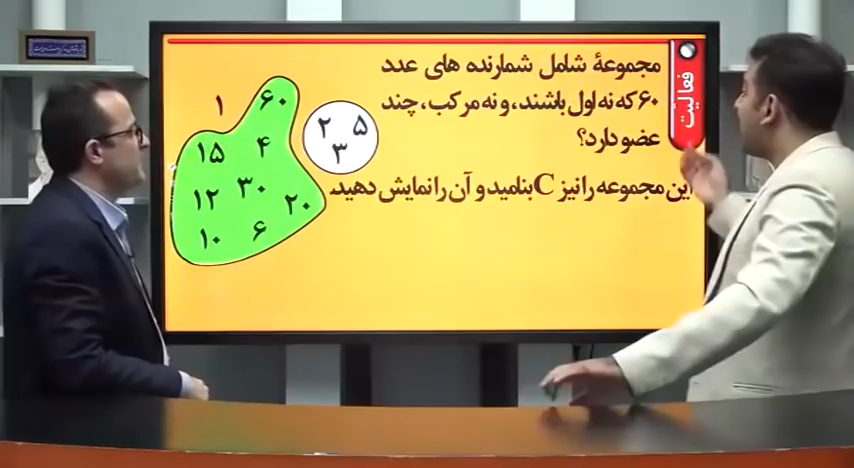 فعالیت
مجموعهٔ شامل شمارنده های عدد
۶۰ که نه اول باشند، و نه مرکب، چند
عضو دارد؟
این مجموعه را نیز C بنامید و آن را نمایش دهید.
۱ ۶۰
۲ ۵
۳
۱۵ ۴
۱۲ ۳۰ ۲۰
۱۰ ۶